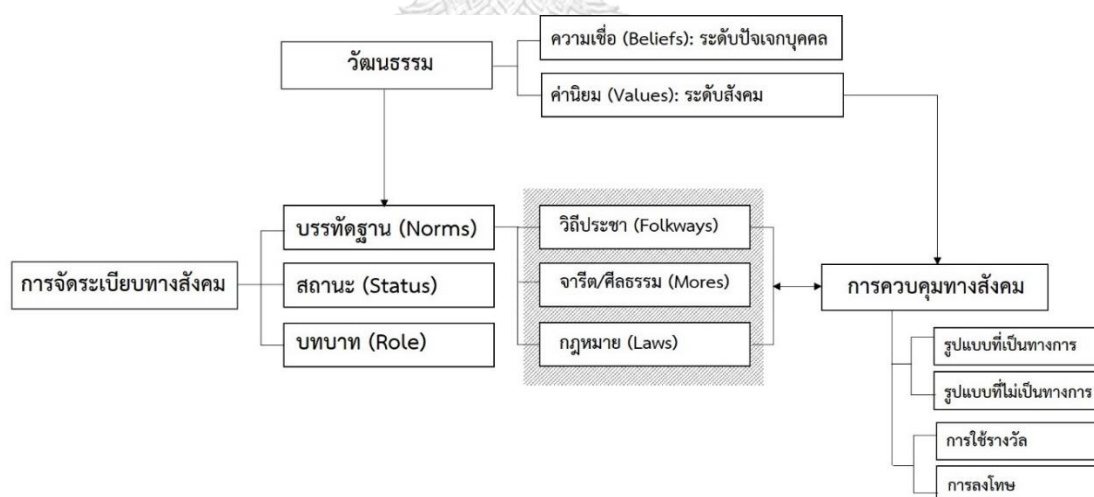 ความเชื่อ (Beliefs): ระดับปัจเจกบุคคล
วัฒนธรรม
ค่านิยม (Values): ระดับสังคม
บรรทัดฐาน (Norms)
วิถีประชา (Folkways)
การจัดระเบียบทางสังคม
สถานะ (Status)
จารีต/ศีลธรรม (Mores)
การควบคุมทางสังคม
บทบาท (Role)
กฎหมาย (Laws)
รูปแบบที่เป็นทางการ
รูปแบบที่ไม่เป็นทางการ
การใช้รางวัล
การลงโทษ